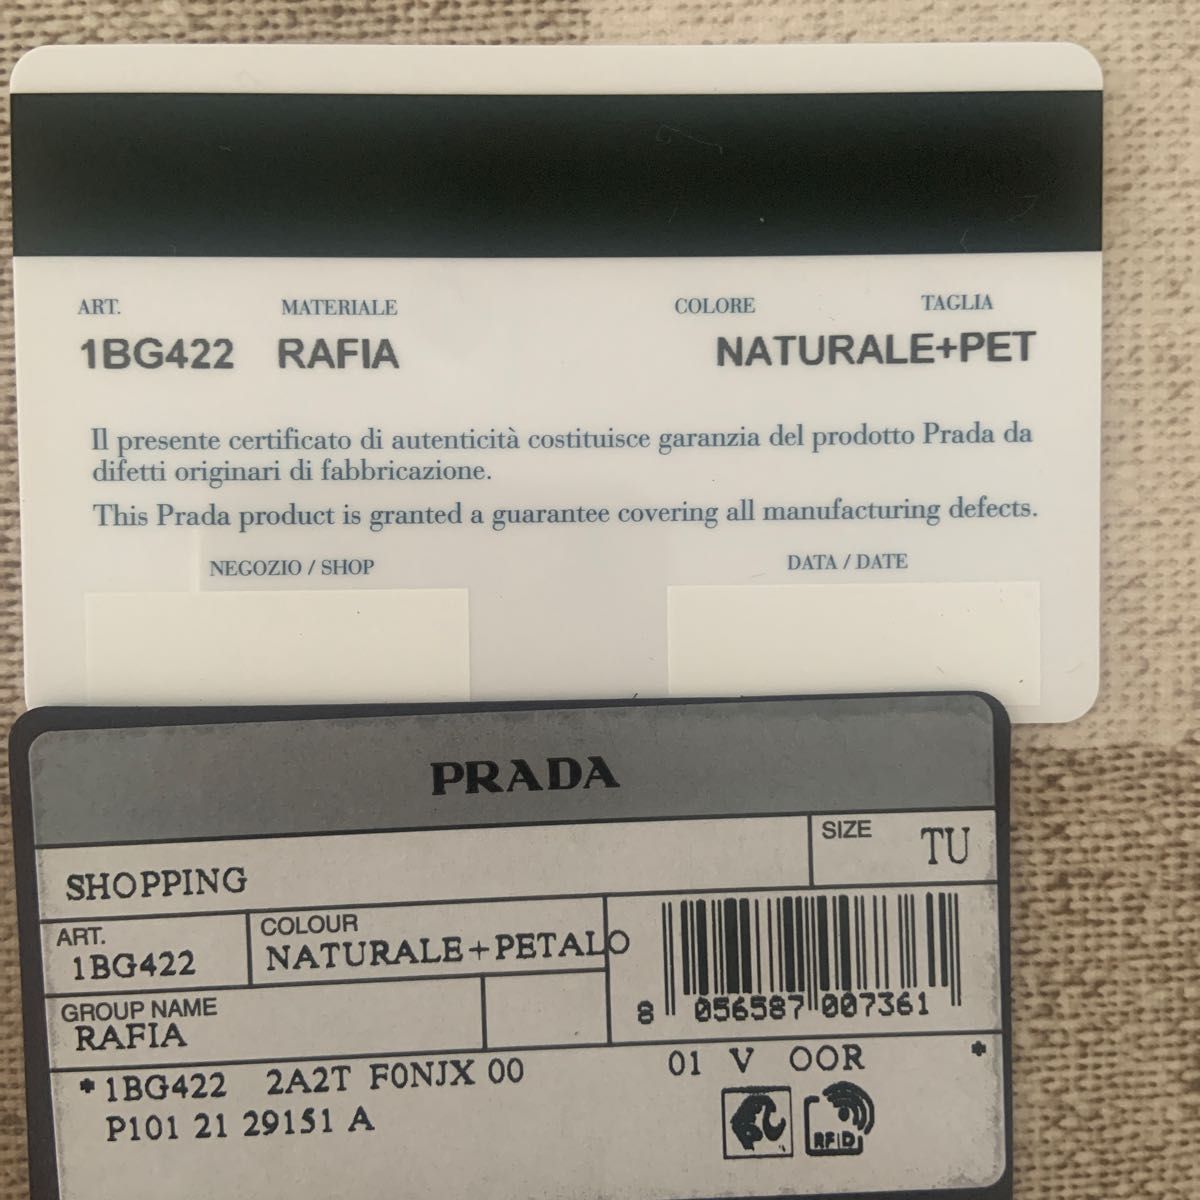 ART. MATERIALE COLORE TAGLIA
1BG422 RAFIA NATURALE+PET
Il presente certificato di autenticità costituisce garanzia del prodotto Prada da
difetti originari di fabbricazione.
This Prada product is granted a guarantee covering all manufacturing defects.
NEGOZIO / SHOP DATA / DATE
PRADA
SHOPPING SIZE TU
ART. COLOUR
1BG422 NATURALE+PETALO
GROUP NAME
RAFIA
8 056587 007361
*1BG422 2A2T F0NJX 00 01 V OOR *
P101 21 29151 A
RFID